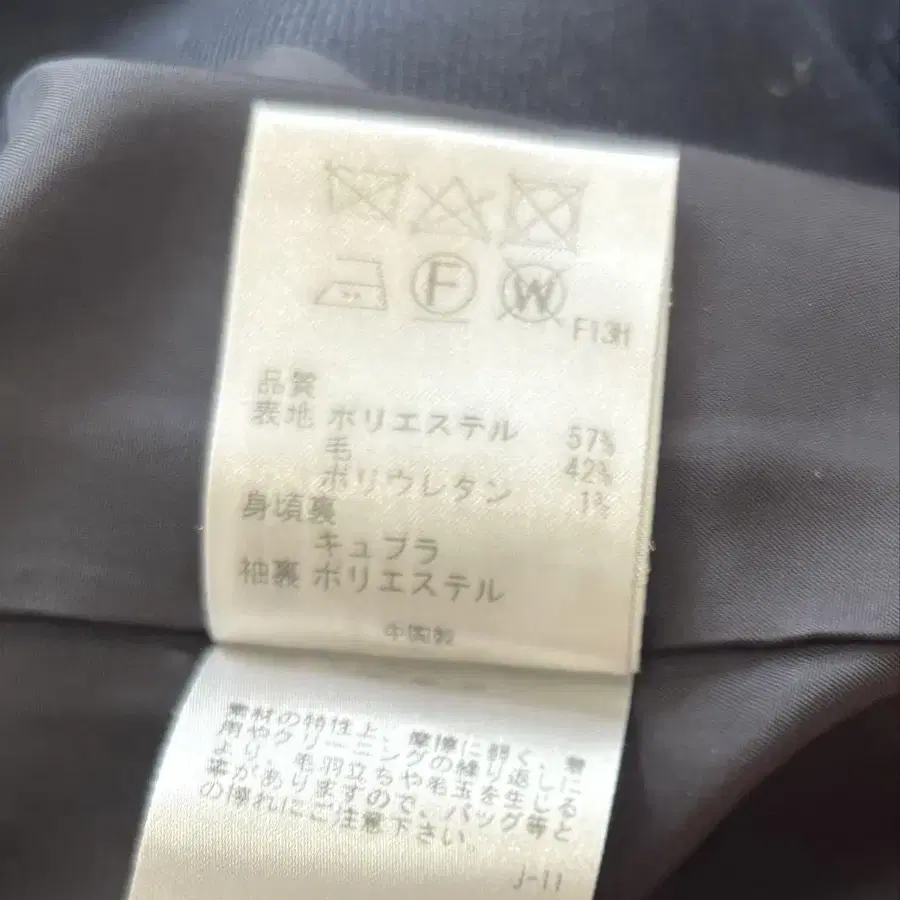 F
W
F13H
品質
表地 ポリエステル 57%
毛 42%
ポリウレタン 1%
身頃裏
キュプラ
袖裏 ポリエステル
中国製
素材の特性上、摩擦に弱く、着
用やクリーニングの繰り返しに
より、毛羽立ちや毛玉を生じる
事がありますので、バッグ等と
の擦れにご注意下さい。
J-11